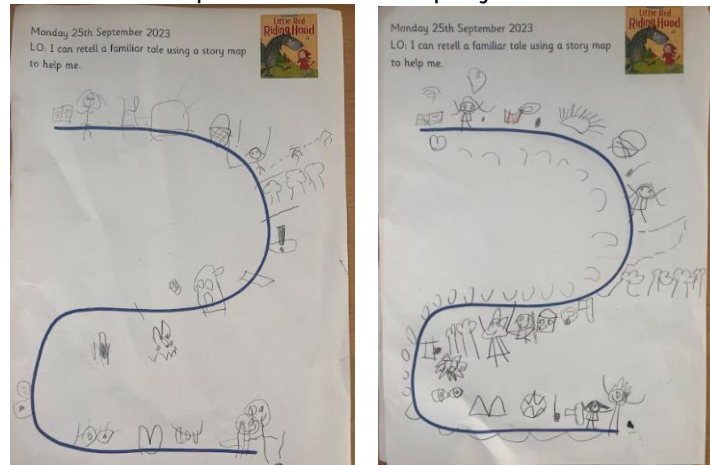 Monday 25th September 2023
LO: I can retell a familiar tale using a story map
to help me.
Little Red
Riding Hood
Monday 25th September 2023
LO: I can retell a familiar tale using a story map
to help me.
Little Red
Riding Hood